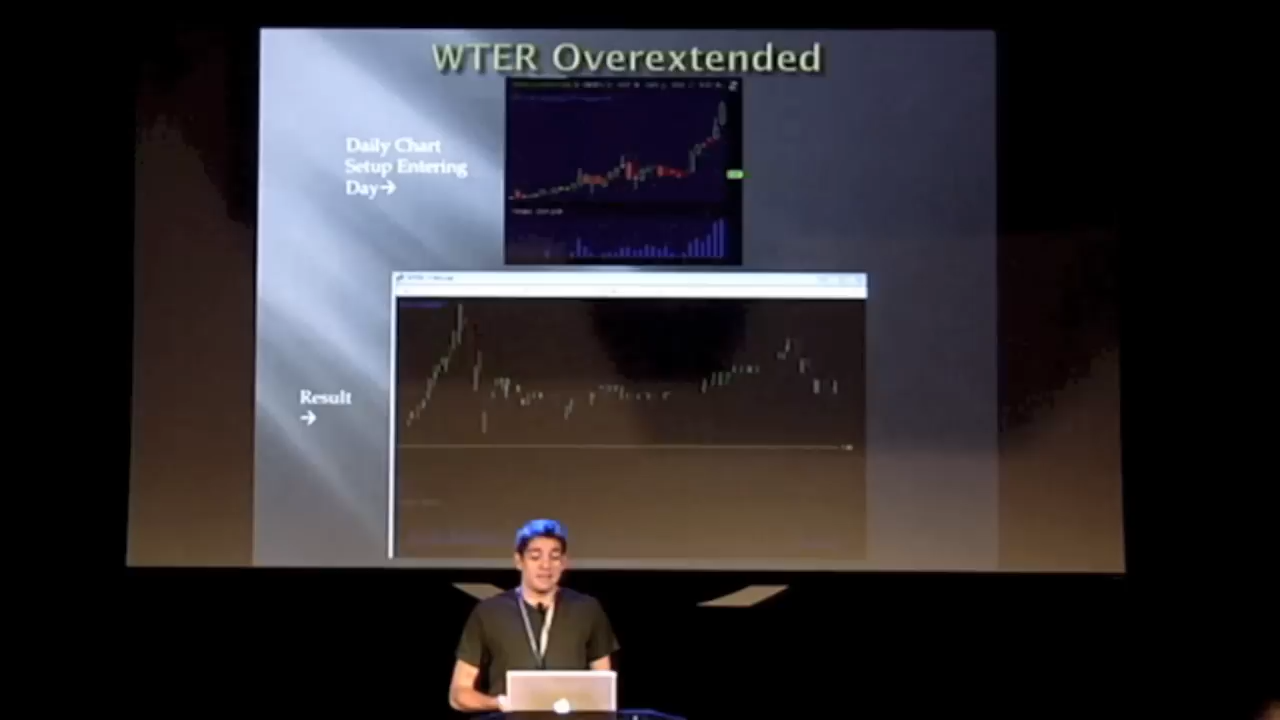 WTER Overextended
Daily Chart
Setup Entering
Day→
Result
→